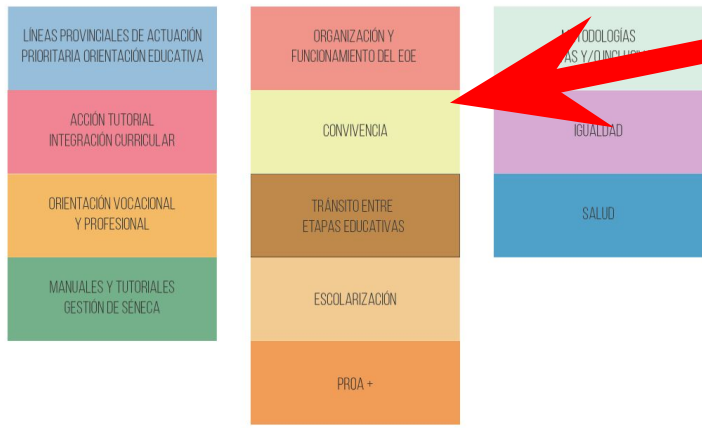 LÍNEAS PROVINCIALES DE ACTUACIÓN
PRIORITARIA ORIENTACIÓN EDUCATIVA
ACCIÓN TUTORIAL
INTEGRACIÓN CURRICULAR
ORIENTACIÓN VOCACIONAL
Y PROFESIONAL
MANUALES Y TUTORIALES
GESTIÓN DE SÉNECA
ORGANIZACIÓN Y
FUNCIONAMIENTO DEL EOE
CONVIVENCIA
TRÁNSITO ENTRE
ETAPAS EDUCATIVAS
ESCOLARIZACIÓN
PROA +
Y/O
IGUALDAD
SALUD